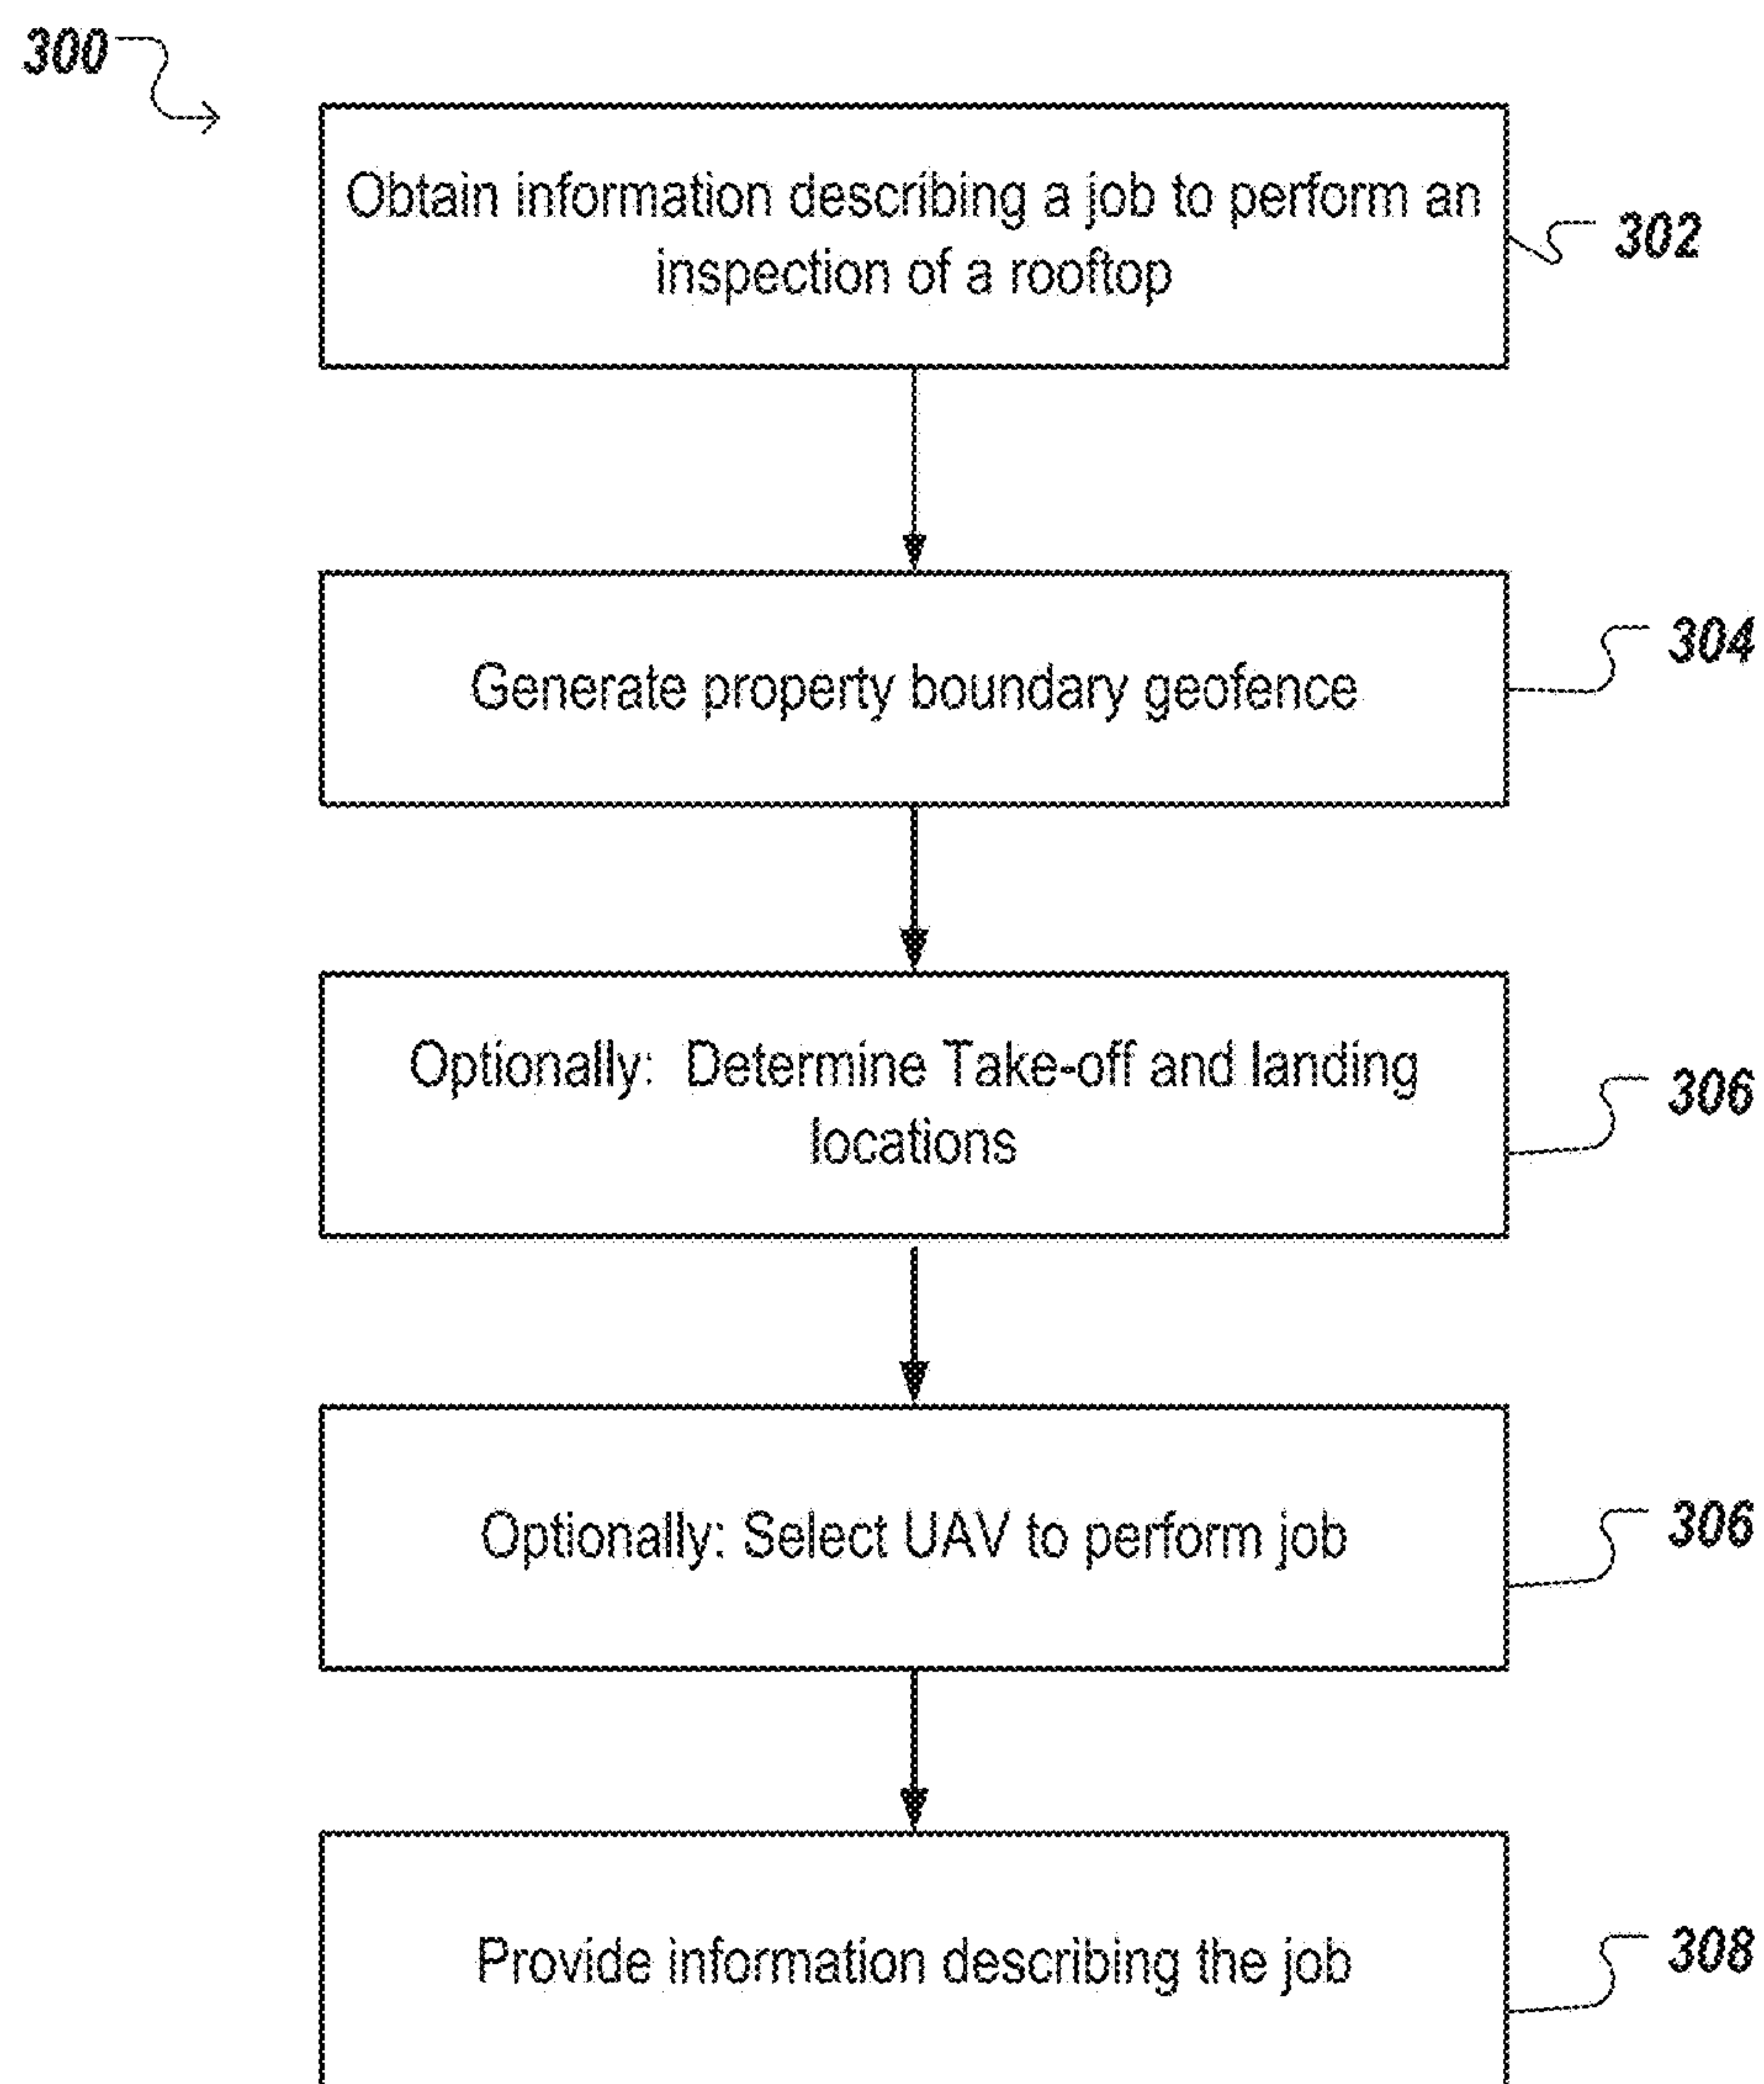 300
Obtain information describing a job to perform an
inspection of a rooftop
302
Generate property boundary geofence
304
Optionally: Determine Take-off and landing
locations
306
Optionally: Select UAV to perform job
306
Provide information describing the job
308